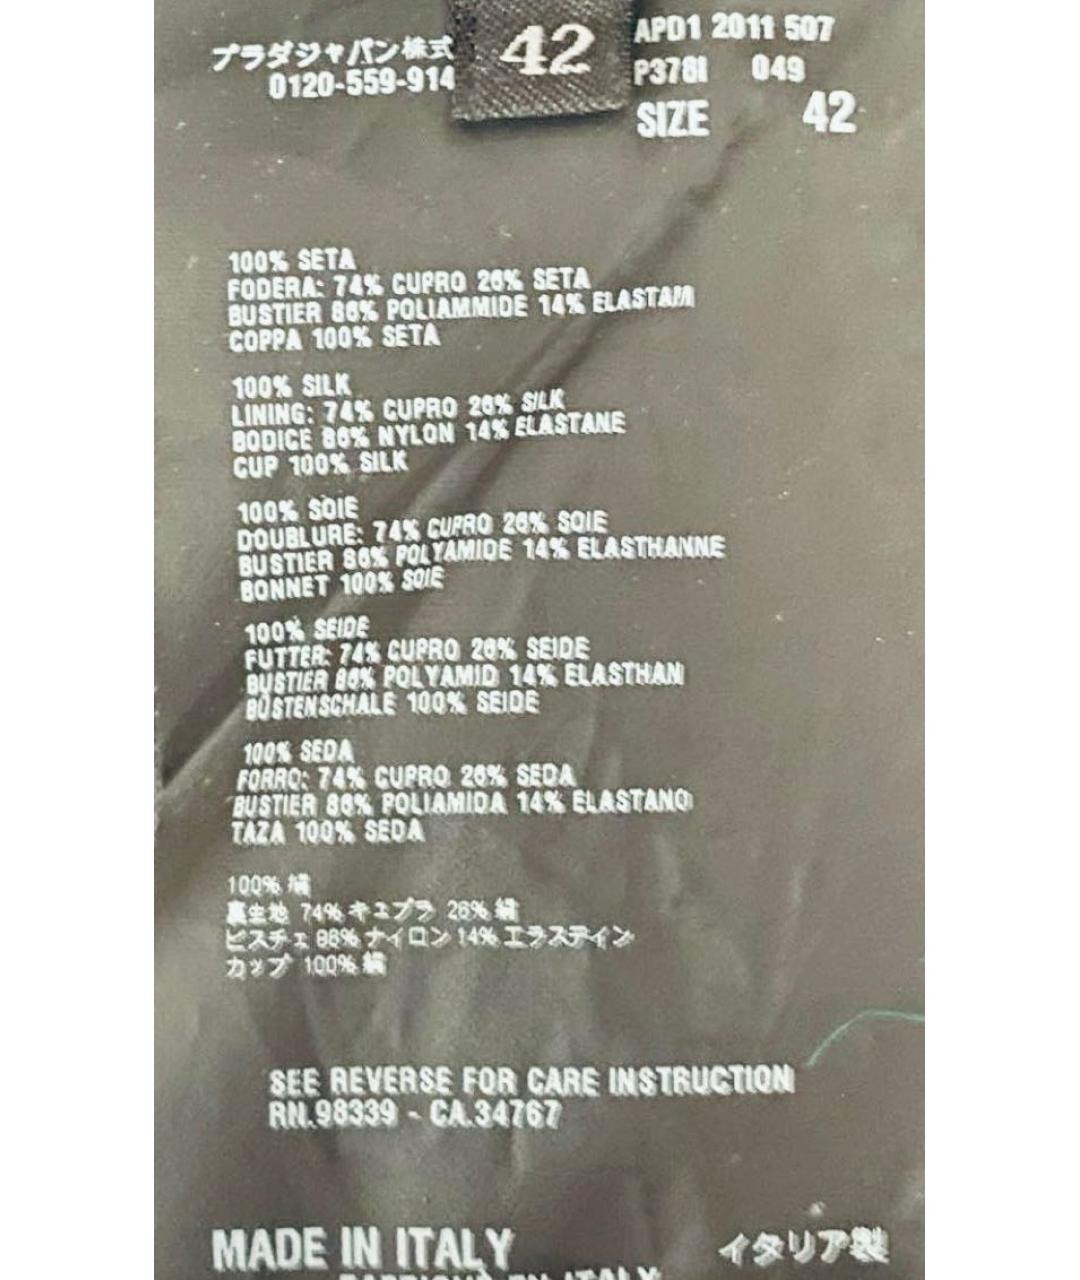 プラダジャパン株式
0120-559-914
42
APD1 2011 507
P378I 049
SIZE 42
100% SETA
FODERA: 74% CUPRO 26% SETA
BUSTIER 86% POLIAMMIDE 14% ELASTAM
COPPA 100% SETA
100% SILK
LINING: 74% CUPRO 26% SILK
BODICE 86% NYLON 14% ELASTANE
CUP 100% SILK
100% SOIE
DOUBLURE: 74% CUPRO 26% SOIE
BUSTIER 86% POLYAMIDE 14% ELASTHANNE
BONNET 100% SOIE
100% SEIDE
FUTTER: 74% CUPRO 26% SEIDE
BUSTIER 86% POLYAMID 14% ELASTHAN
BÜSTENSCHALE 100% SEIDE
100% SEDA
FORRO: 74% CUPRO 26% SEDA
BUSTIER 86% POLIAMIDA 14% ELASTANO
TAZA 100% SEDA
100% 絹
裏生地 74% キュプラ 26% 絹
ビスチェ 86% ナイロン 14% エラステイン
カップ 100% 絹
SEE REVERSE FOR CARE INSTRUCTION
RN.98339 - CA.34767
MADE IN ITALY
イタリア製
FABRIQUE EN ITALY